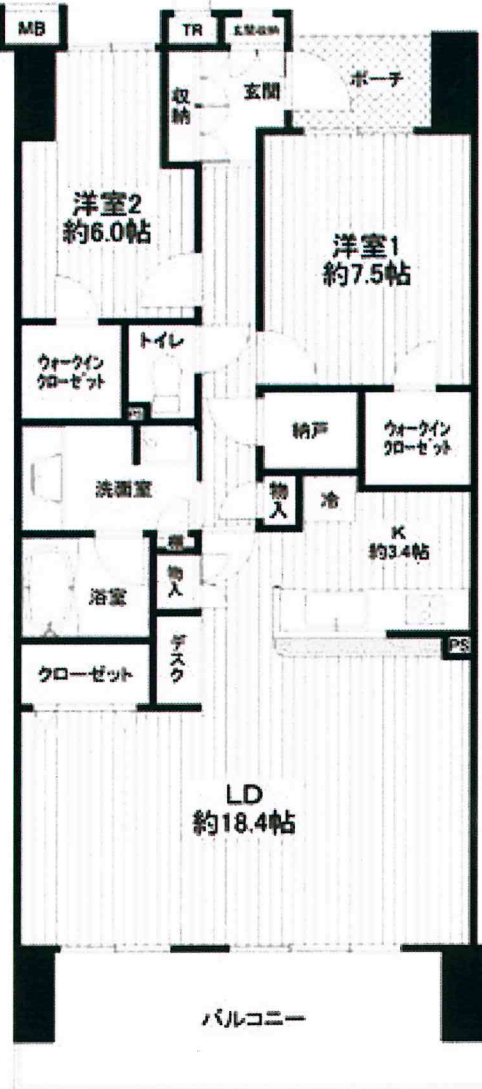 MB
TR
玄関収納
収納
玄関
ポーチ
洋室2
約6.0帖
洋室1
約7.5帖
ウォークイン
クローゼット
トイレ
PS
納戸
ウォークイン
クローゼット
洗面室
物入
冷
K
約3.4帖
棚
物入
浴室
デスク
PS
クローゼット
LD
約18.4帖
バルコニー